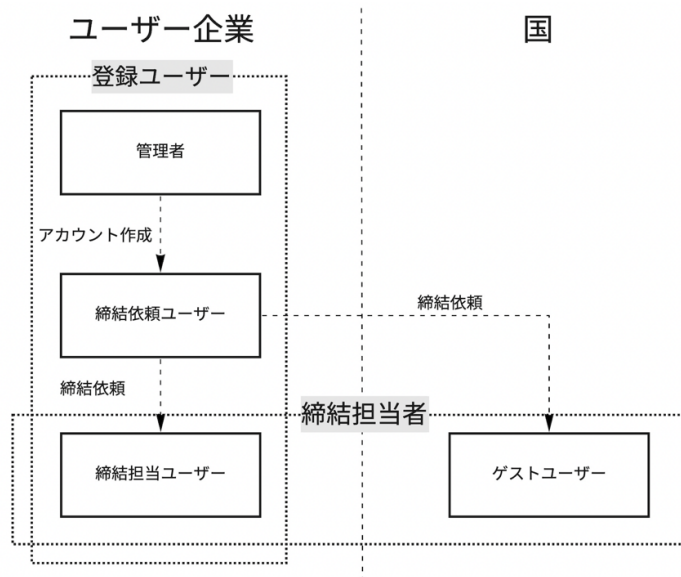 ユーザー企業
国
登録ユーザー
管理者
アカウント作成
締結依頼ユーザー
締結依頼
締結依頼
締結担当者
締結担当ユーザー
ゲストユーザー